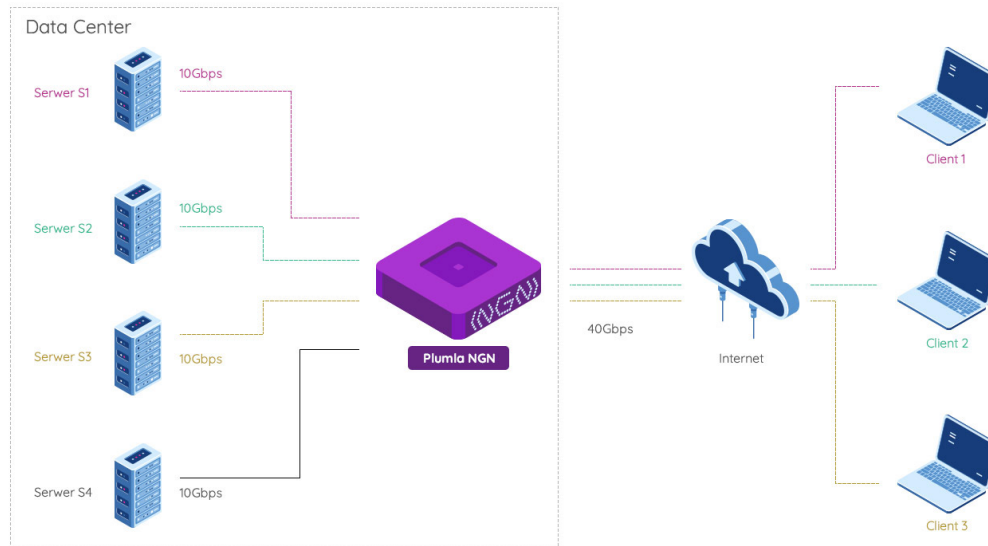 Data Center
10Gbps
Serwer S1
Client 1
10Gbps
Serwer S2
(NGN)
40Gbps
Client 2
Serwer S3
10Gbps
Plumla NGN
Internet
Serwer S4
10Gbps
Client 3